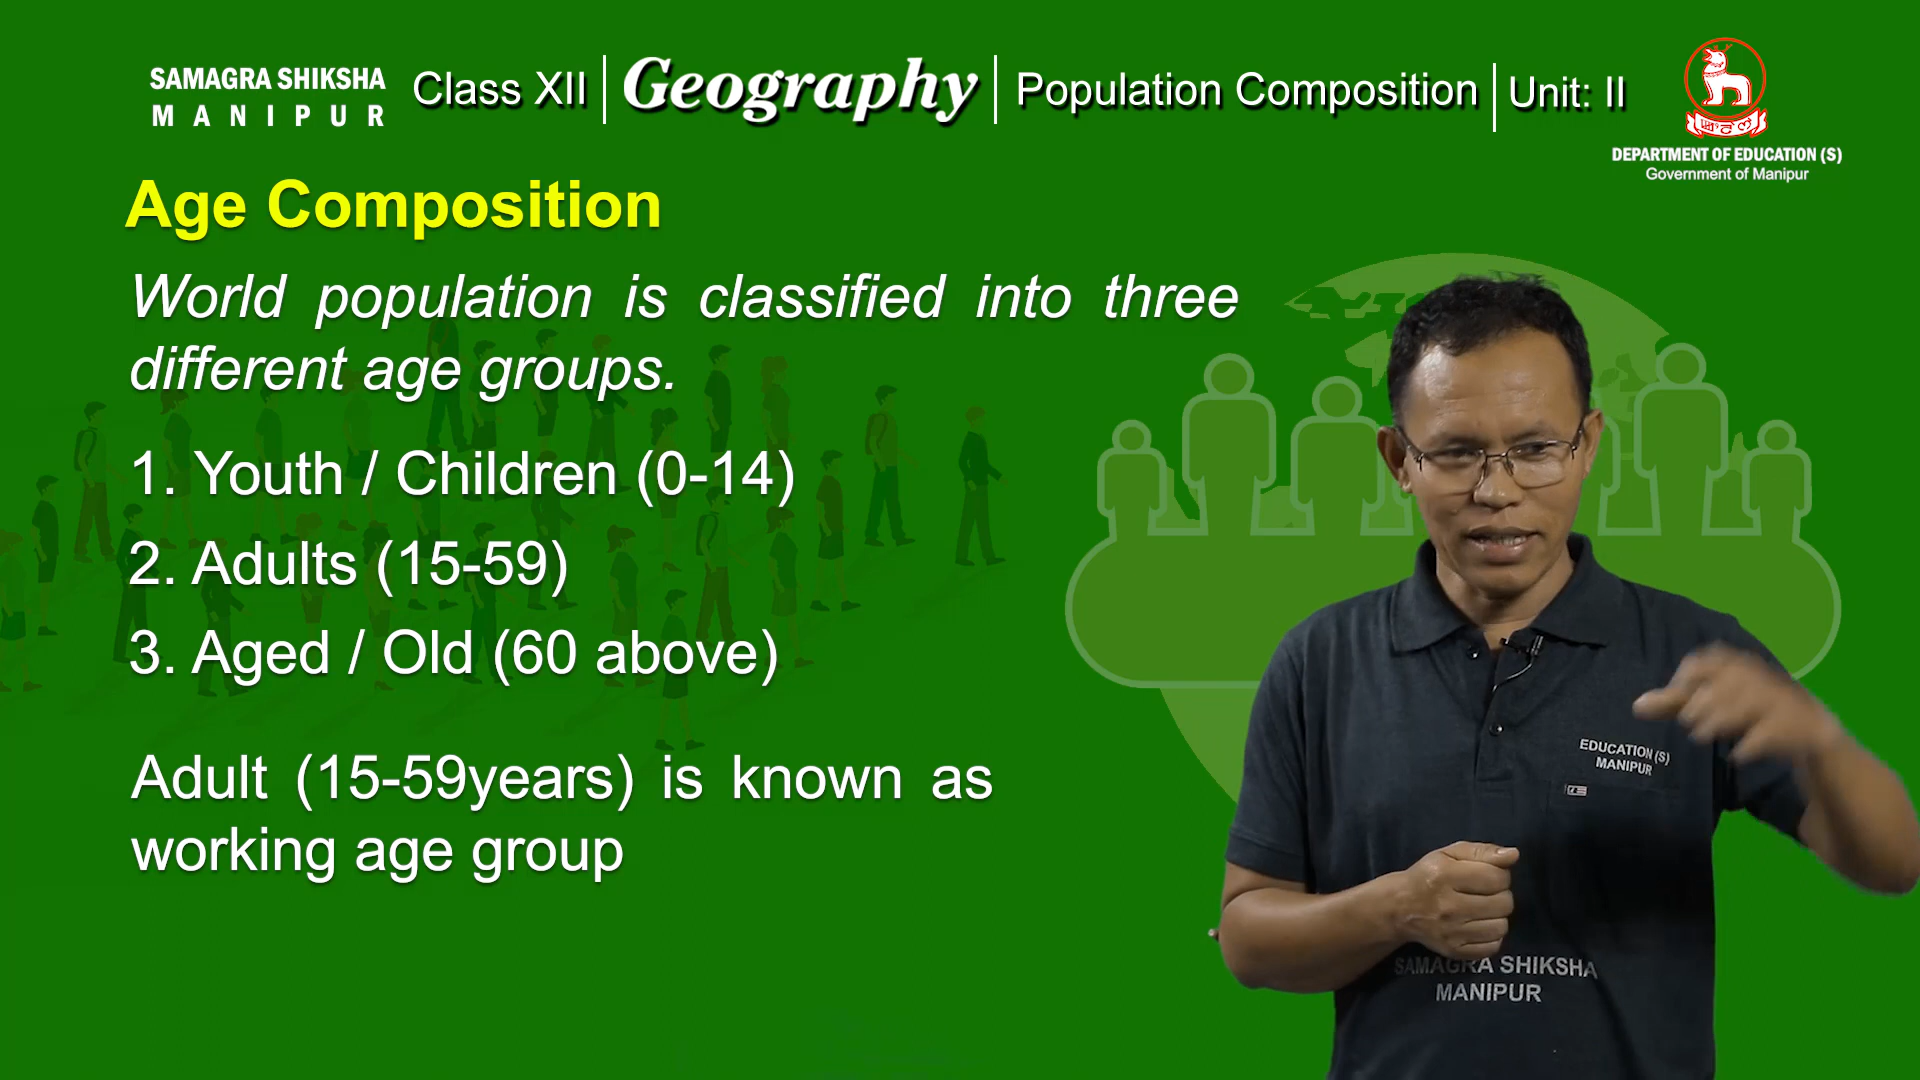 SAMAGRA SHIKSHA
MANIPUR
Class XII
Geography
Population Composition
Unit: II
DEPARTMENT OF EDUCATION (S)
Government of Manipur
Age Composition
World population is classified into three
different age groups.
1. Youth / Children (0-14)
2. Adults (15-59)
3. Aged / Old (60 above)
Adult (15-59years) is known as
working age group
EDUCATION (S)
MANIPUR
SAMAGRA SHIKSHA
MANIPUR